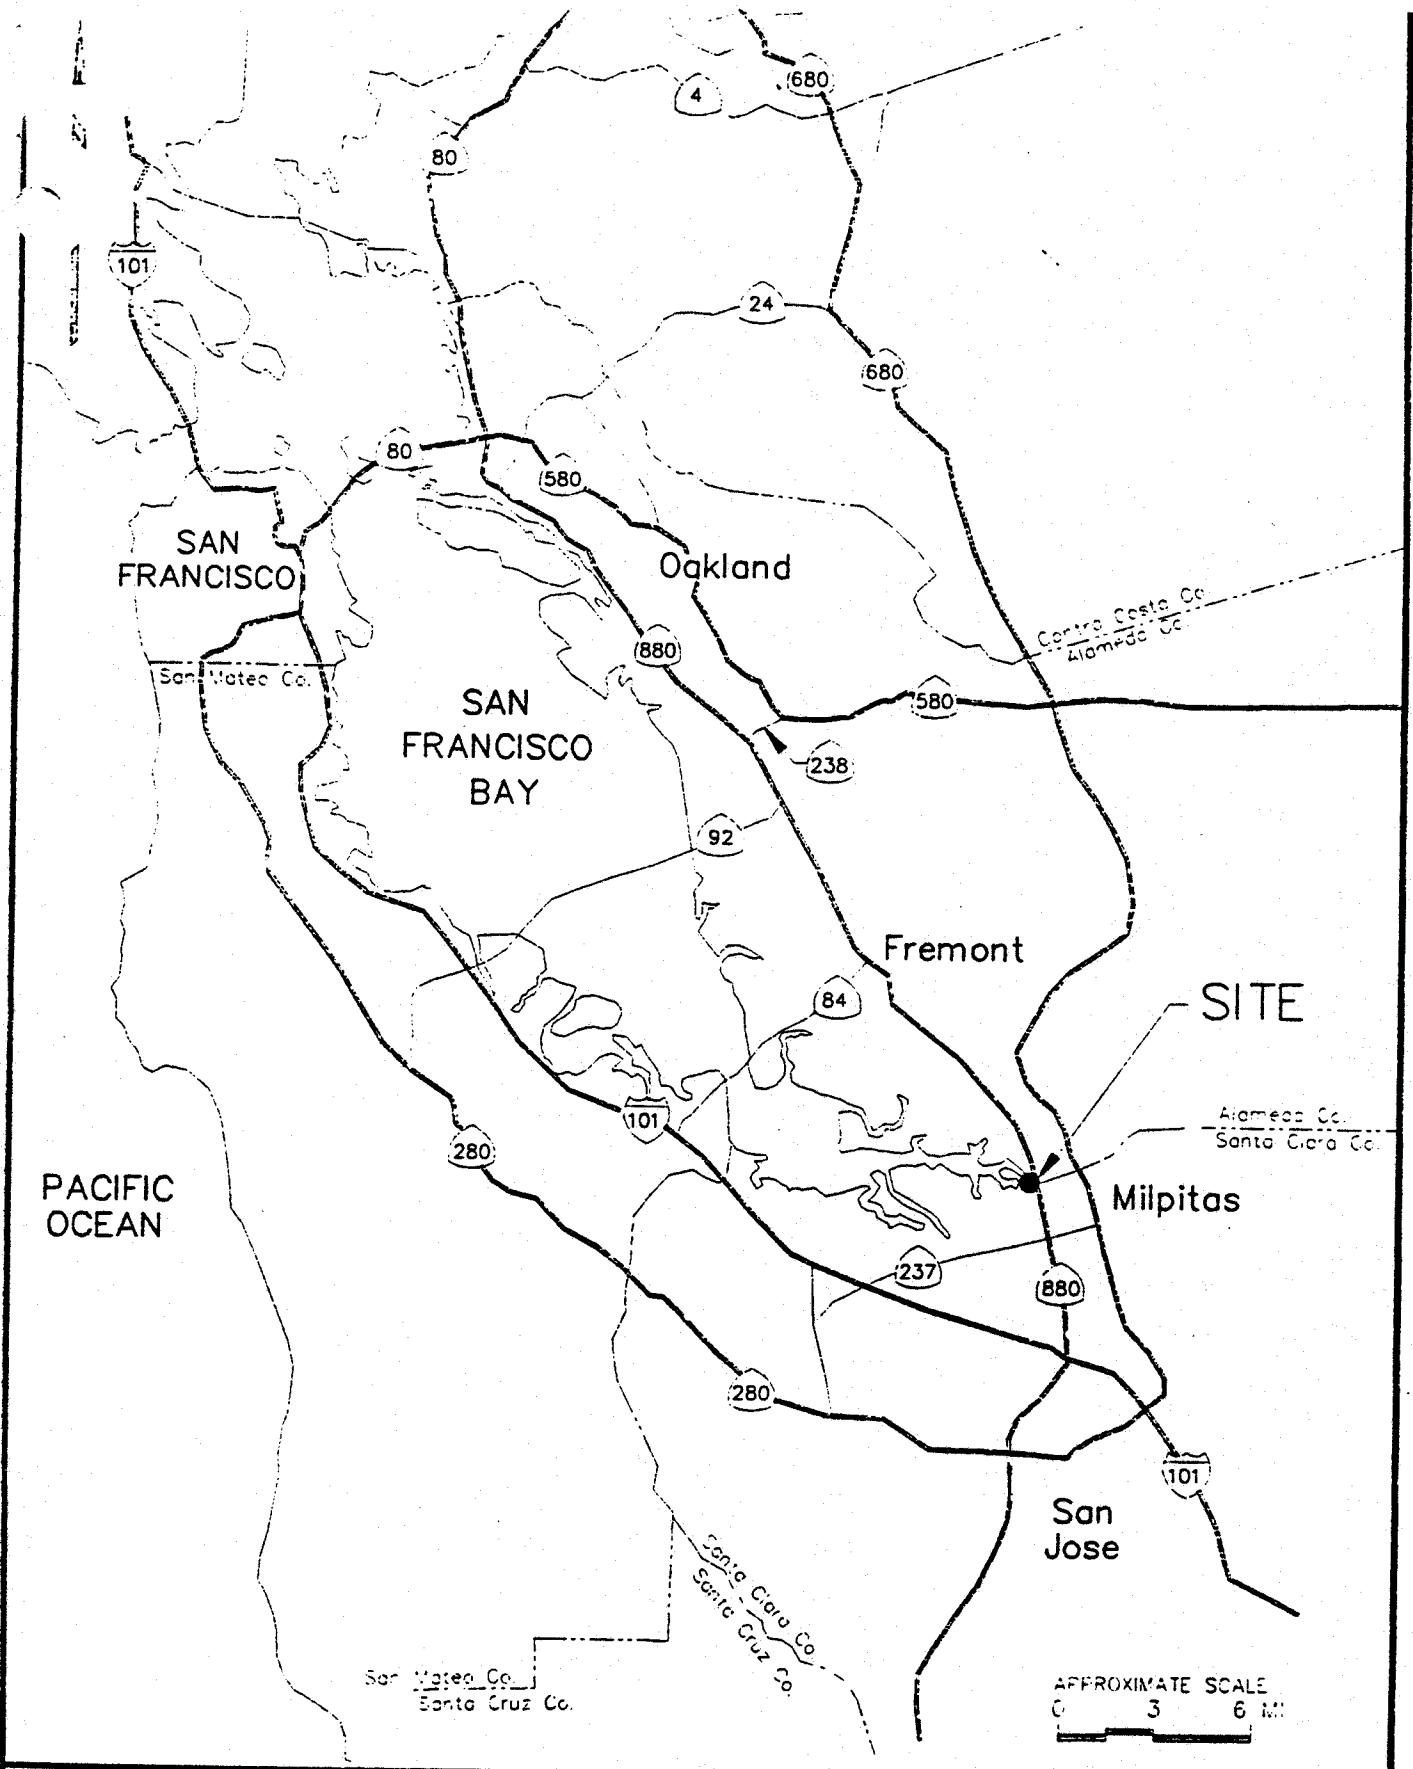 680
4
80
101
24
680
80
580
SAN
FRANCISCO
Oakland
Contra Costa Co.
Alameda Co.
880
San Mateo Co.
580
SAN
FRANCISCO
BAY
238
92
Fremont
84
SITE
101
Alameda Co.
Santa Clara Co.
280
PACIFIC
OCEAN
Milpitas
237
880
280
101
San
Jose
Santa Clara Co.
Santa Cruz Co.
San Mateo Co.
Santa Cruz Co.
APPROXIMATE SCALE
0 3 6 MI